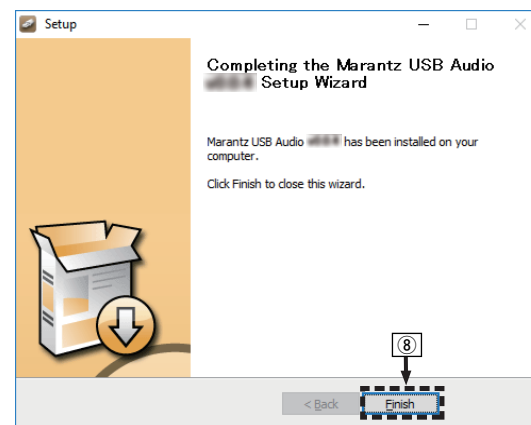 Setup
Completing the Marantz USB Audio
Setup Wizard
Marantz USB Audio has been installed on your
computer.
Click Finish to close this wizard.
⑧
< Back
Finish